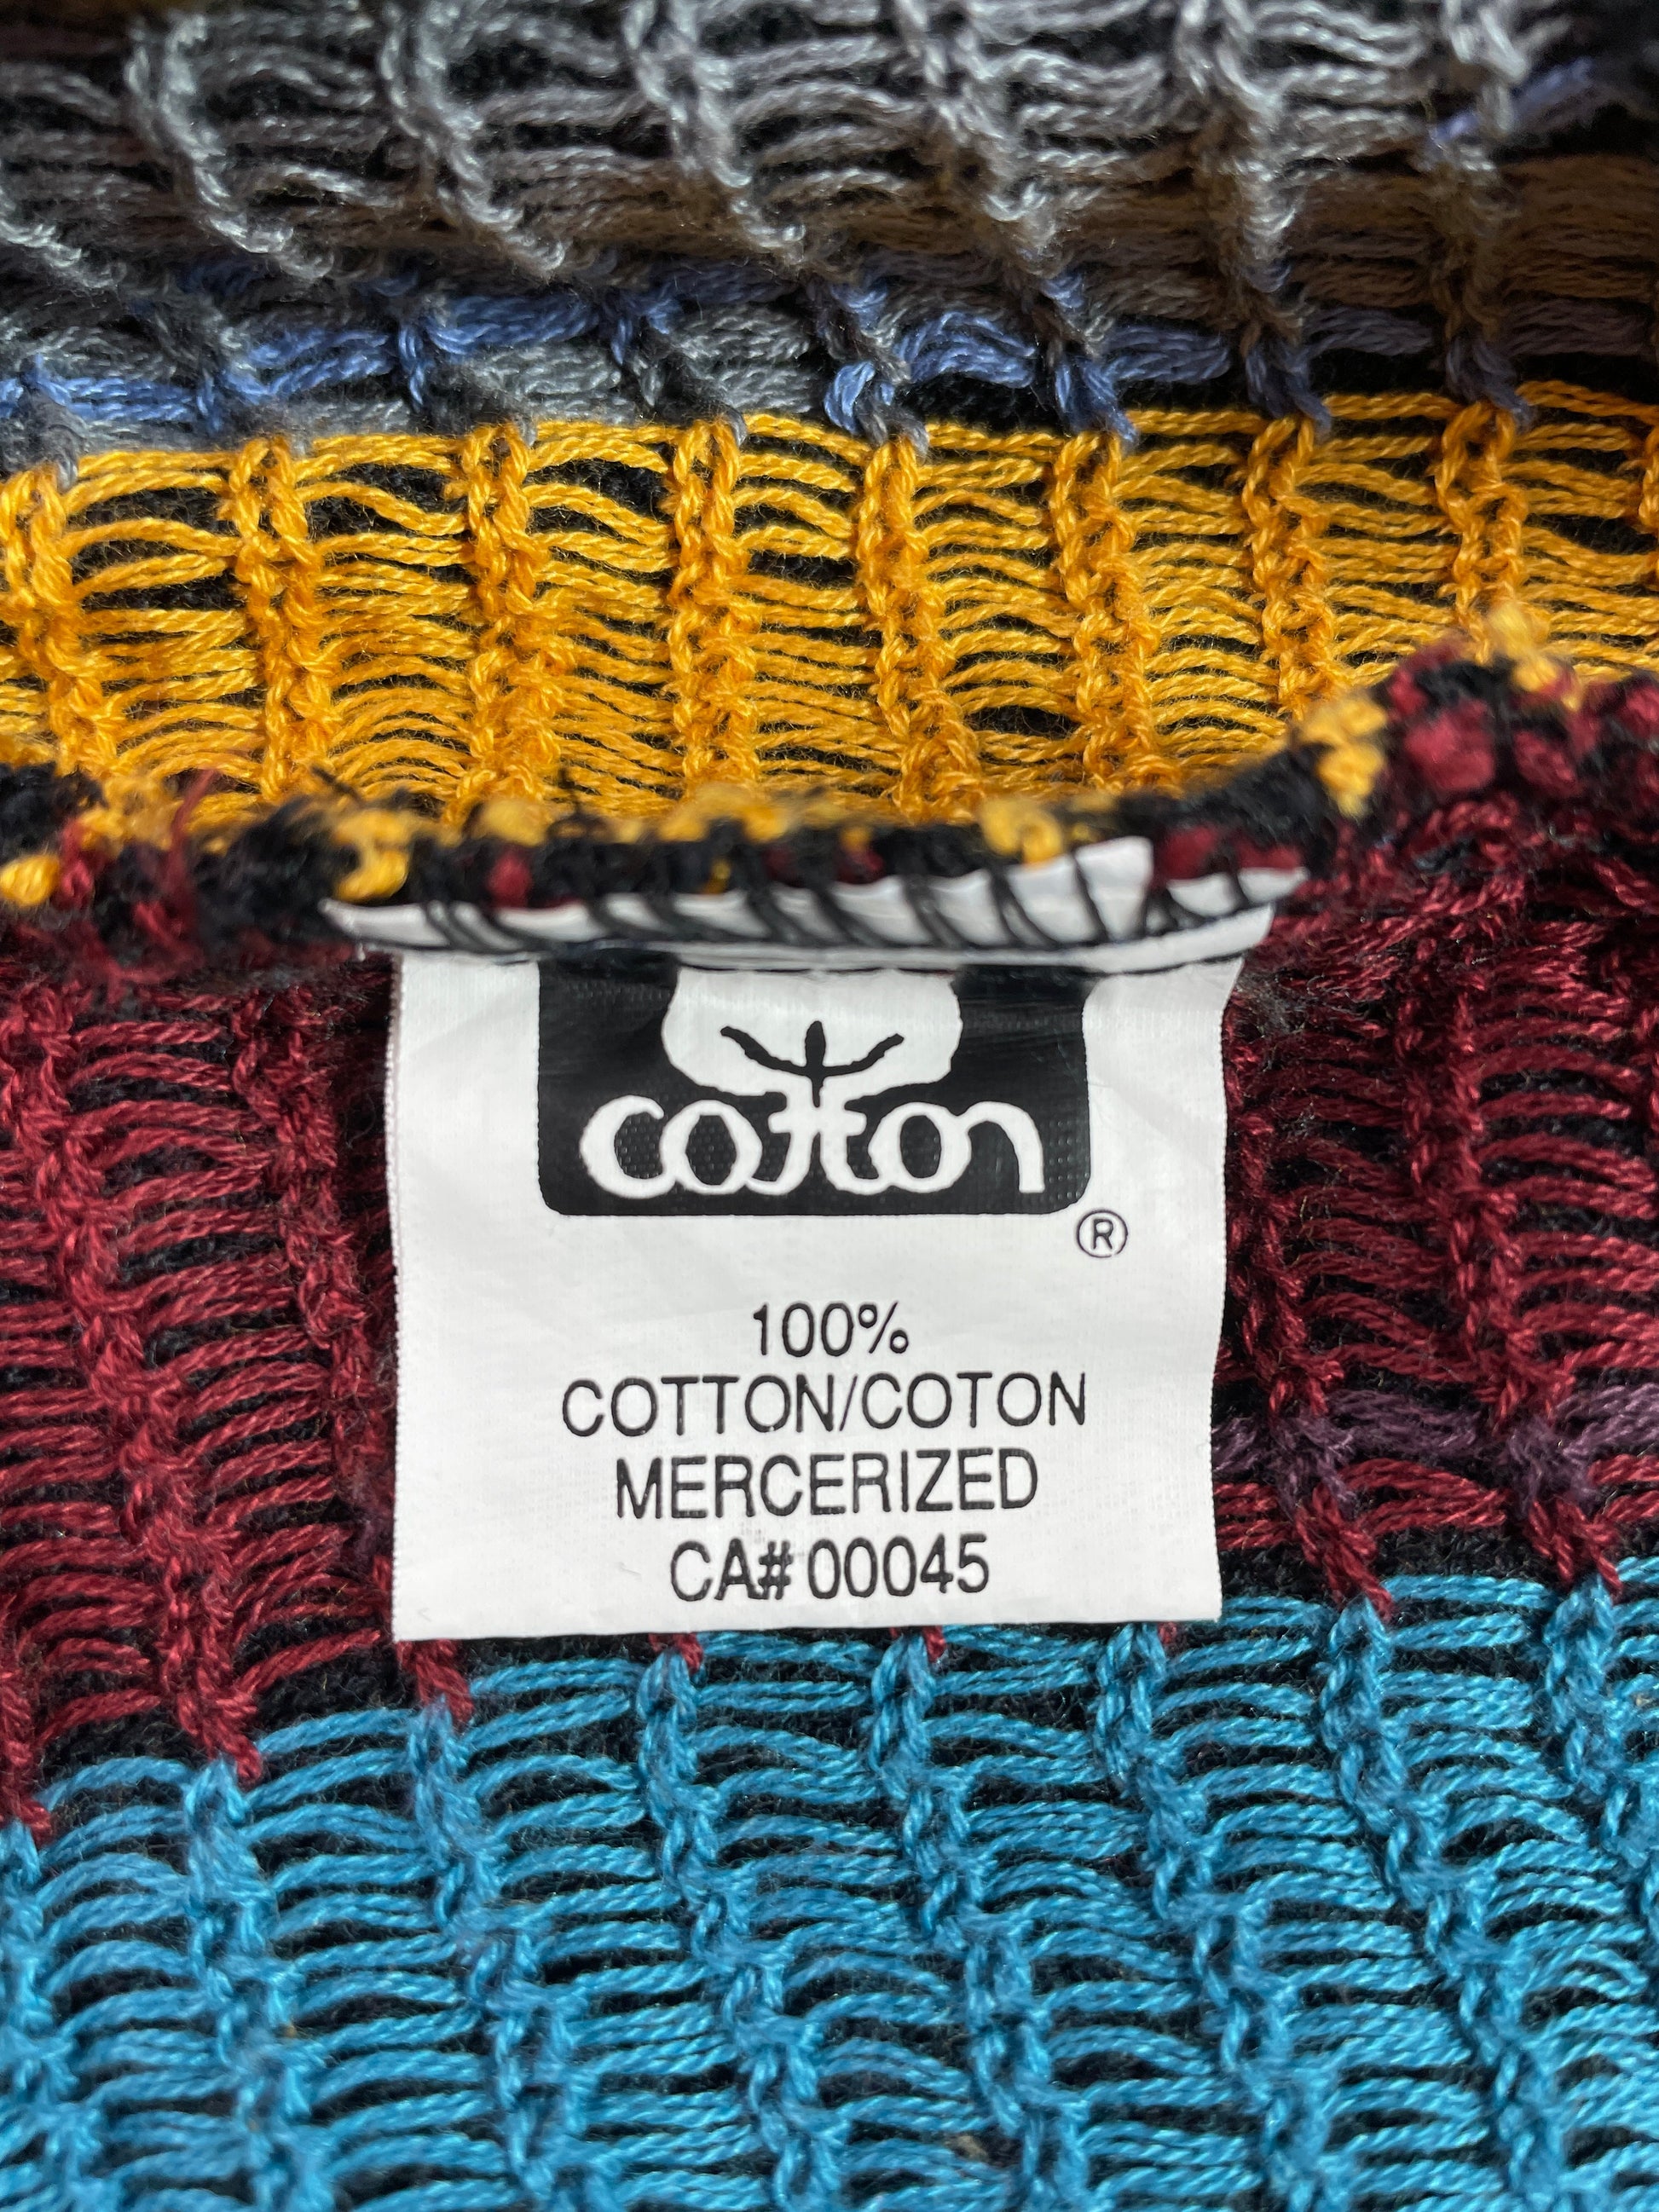 cotton
®
100%
COTTON/COTON
MERCERIZED
CA# 00045